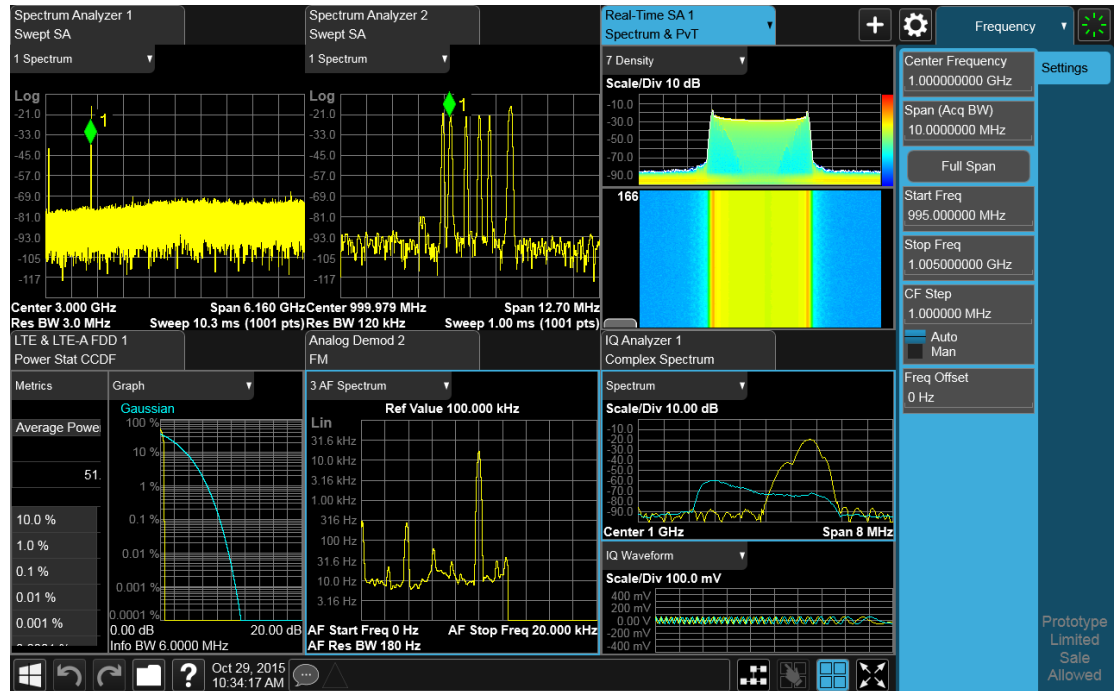 Spectrum Analyzer 1
Swept SA
Spectrum Analyzer 2
Swept SA
Real-Time SA 1
Spectrum & PvT
Frequency
1 Spectrum
Log
1
-21.0
-33.0
-45.0
-57.0
-69.0
-81.0
-93.0
-105
-117
Center 3.000 GHz
Span 6.160 GHz
Res BW 3.0 MHz
Sweep 10.3 ms (1001 pts)
1 Spectrum
Log
1
-21.0
-33.0
-45.0
-57.0
-69.0
-81.0
-93.0
-105
-117
Center 999.979 MHz
Span 12.70 MHz
Res BW 120 kHz
Sweep 1.00 ms (1001 pts)
7 Density
Scale/Div 10 dB
-10.0
-30.0
-50.0
-70.0
-90.0
166
Center Frequency
1.000000000 GHz
Settings
Span (Acq BW)
10.0000000 MHz
Full Span
Start Freq
995.000000 MHz
Stop Freq
1.005000000 GHz
CF Step
1.000000 MHz
Auto
Man
Freq Offset
0 Hz
LTE & LTE-A FDD 1
Power Stat CCDF
Metrics
Average Power
51.
10.0 %
1.0 %
0.1 %
0.01 %
0.001 %
Graph
Gaussian
100 %
10 %
1 %
0.1 %
0.01 %
0.001 %
0.0001 %
0.00 dB
20.00 dB
Info BW 6.0000 MHz
Analog Demod 2
FM
3 AF Spectrum
Ref Value 100.000 kHz
Lin
31.6 kHz
10.0 kHz
3.16 kHz
1.00 kHz
316 Hz
100 Hz
31.6 Hz
10.0 Hz
3.16 Hz
AF Start Freq 0 Hz
AF Stop Freq 20.000 kHz
AF Res BW 180 Hz
IQ Analyzer 1
Complex Spectrum
Spectrum
Scale/Div 10.00 dB
-10.0
-20.0
-30.0
-40.0
-50.0
-60.0
-70.0
-80.0
-90.0
Center 1 GHz
Span 8 MHz
IQ Waveform
Scale/Div 100.0 mV
400 mV
200 mV
0.00 V
-200 mV
-400 mV
Prototype
Limited
Sale
Allowed
?
Oct 29, 2015
10:34:17 AM